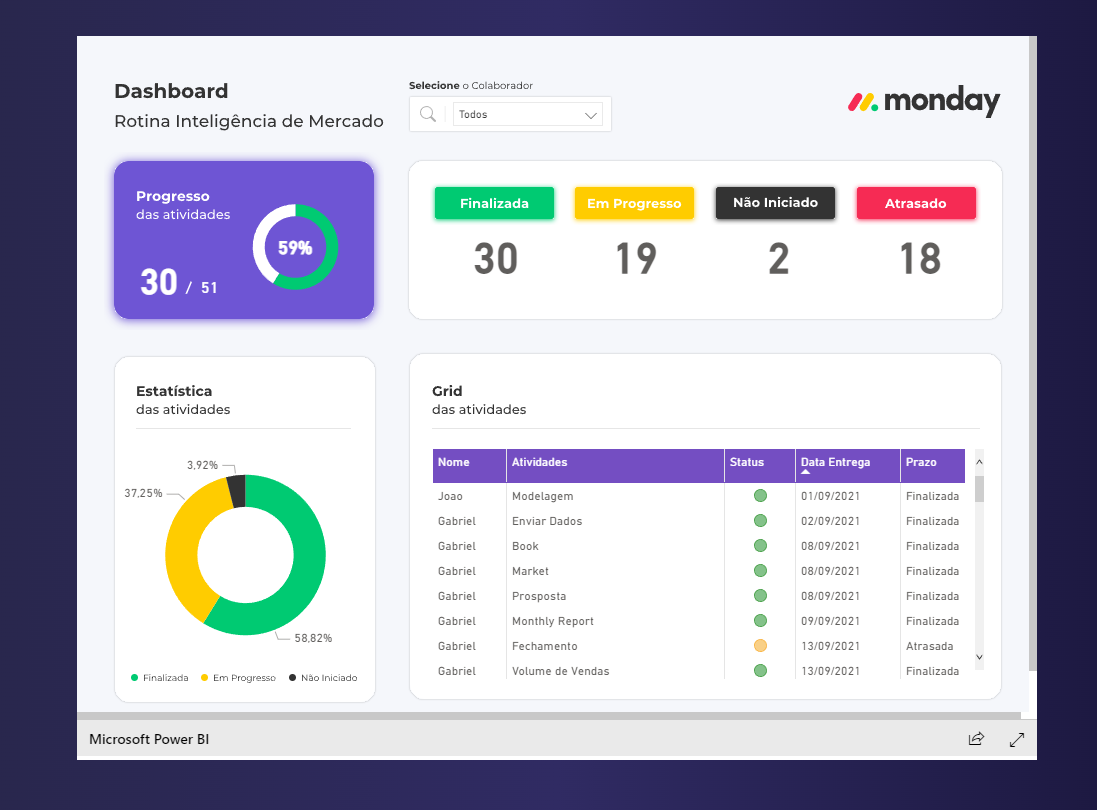 Dashboard
Rotina Inteligência de Mercado
Selecione o Colaborador
Todos
monday
Progresso
das atividades
59%
30 / 51
Finalizada Em Progresso Não Iniciado Atrasado
30 19 2 18
Estatística
das atividades
3,92%
37,25%
58,82%
Finalizada Em Progresso Não Iniciado
Grid
das atividades
Nome Atividades Status Data Entrega Prazo
Joao Modelagem 01/09/2021 Finalizada
Gabriel Enviar Dados 02/09/2021 Finalizada
Gabriel Book 08/09/2021 Finalizada
Gabriel Market 08/09/2021 Finalizada
Gabriel Prosposta 08/09/2021 Finalizada
Gabriel Monthly Report 09/09/2021 Finalizada
Gabriel Fechamento 13/09/2021 Atrasada
Gabriel Volume de Vendas 13/09/2021 Finalizada
Microsoft Power BI